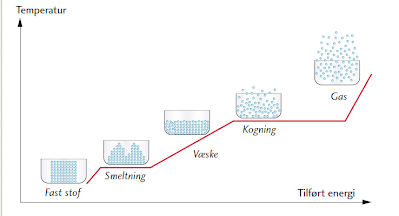 Temperatur
Gas
Kogning
Væske
Smeltning
Fast stof
Tilført energi